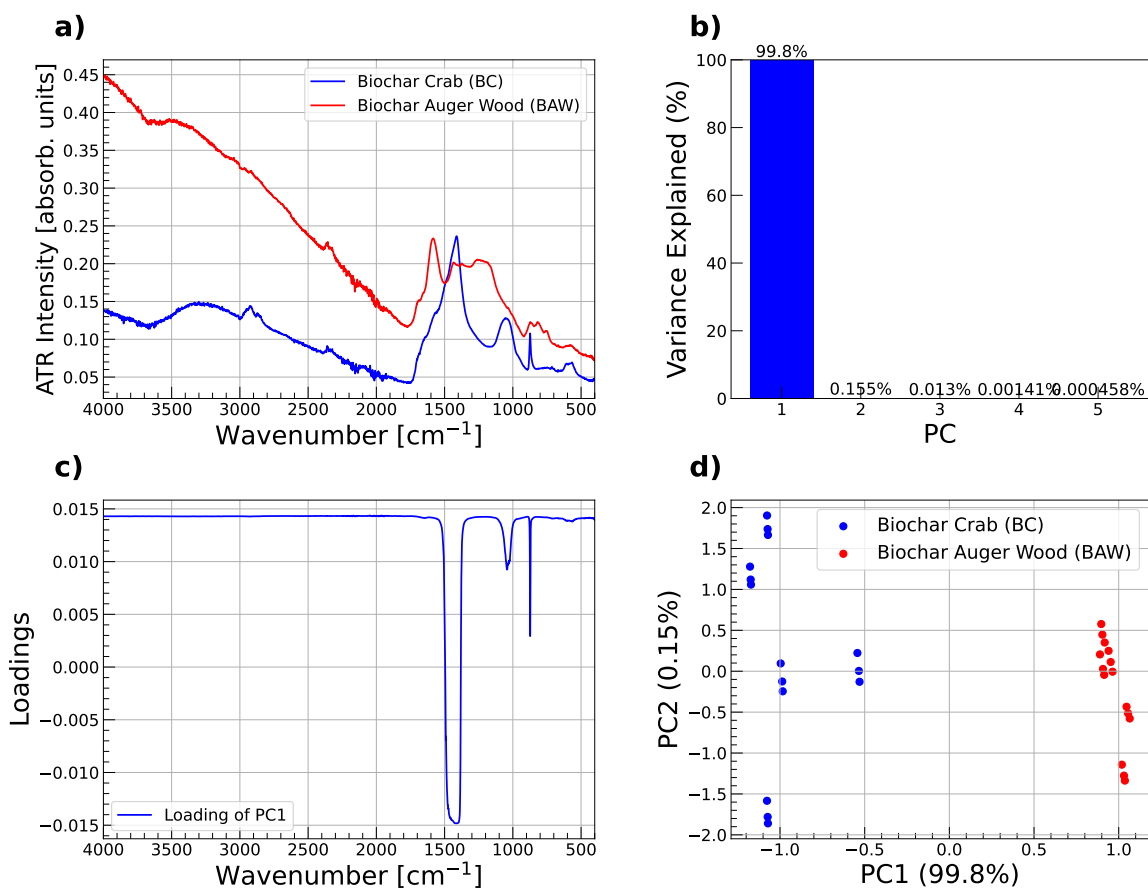 a)
0.45
0.40
0.35
0.30
0.25
0.20
0.15
0.10
0.05
ATR Intensity [absorb. units]
Biochar Crab (BC)
Biochar Auger Wood (BAW)
4000 3500 3000 2500 2000 1500 1000 500
Wavenumber [cm⁻¹]
b)
100
80
60
40
20
0
Variance Explained (%)
99.8%
0.155% 0.013% 0.00141% 0.000458%
1 2 3 4 5
PC
c)
0.015
0.010
0.005
0.000
−0.005
−0.010
−0.015
Loadings
Loading of PC1
4000 3500 3000 2500 2000 1500 1000 500
Wavenumber [cm⁻¹]
d)
2.0
1.5
1.0
0.5
0.0
−0.5
−1.0
−1.5
−2.0
PC2 (0.15%)
Biochar Crab (BC)
Biochar Auger Wood (BAW)
−1.0 −0.5 0.0 0.5 1.0
PC1 (99.8%)